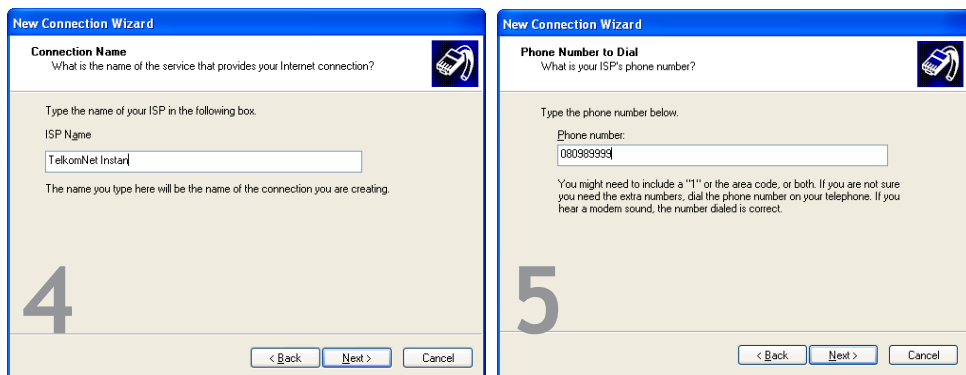 New Connection Wizard
Connection Name
What is the name of the service that provides your Internet connection?
Type the name of your ISP in the following box.
ISP Name
TelkomNet Instan
The name you type here will be the name of the connection you are creating.
4
< Back
Next >
Cancel
New Connection Wizard
Phone Number to Dial
What is your ISP's phone number?
Type the phone number below.
Phone number:
080989999
You might need to include a "1" or the area code, or both. If you are not sure
you need the extra numbers, dial the phone number on your telephone. If you
hear a modem sound, the number dialed is correct.
5
< Back
Next >
Cancel